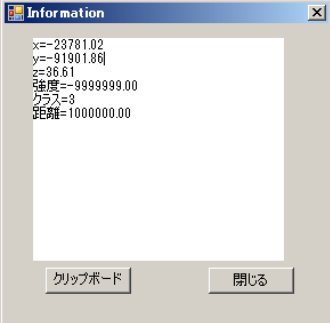 Information
x=-23781.02
y=-91901.86
z=36.61
強度=-9999999.00
クラス=3
距離=1000000.00
クリップボード 閉じる